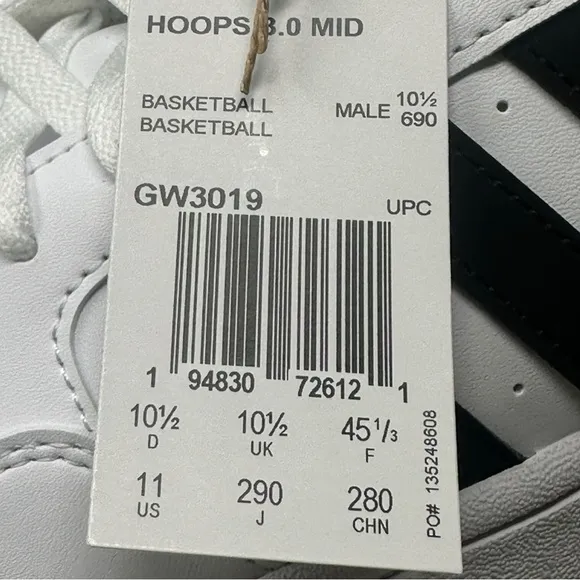 HOOPS 3.0 MID
BASKETBALL
BASKETBALL
MALE 10½
690
GW3019
UPC
1 94830 72612 1
10½ 10½ 45 1/3
D UK F
11 290 280
US J CHN
PO# 135248608